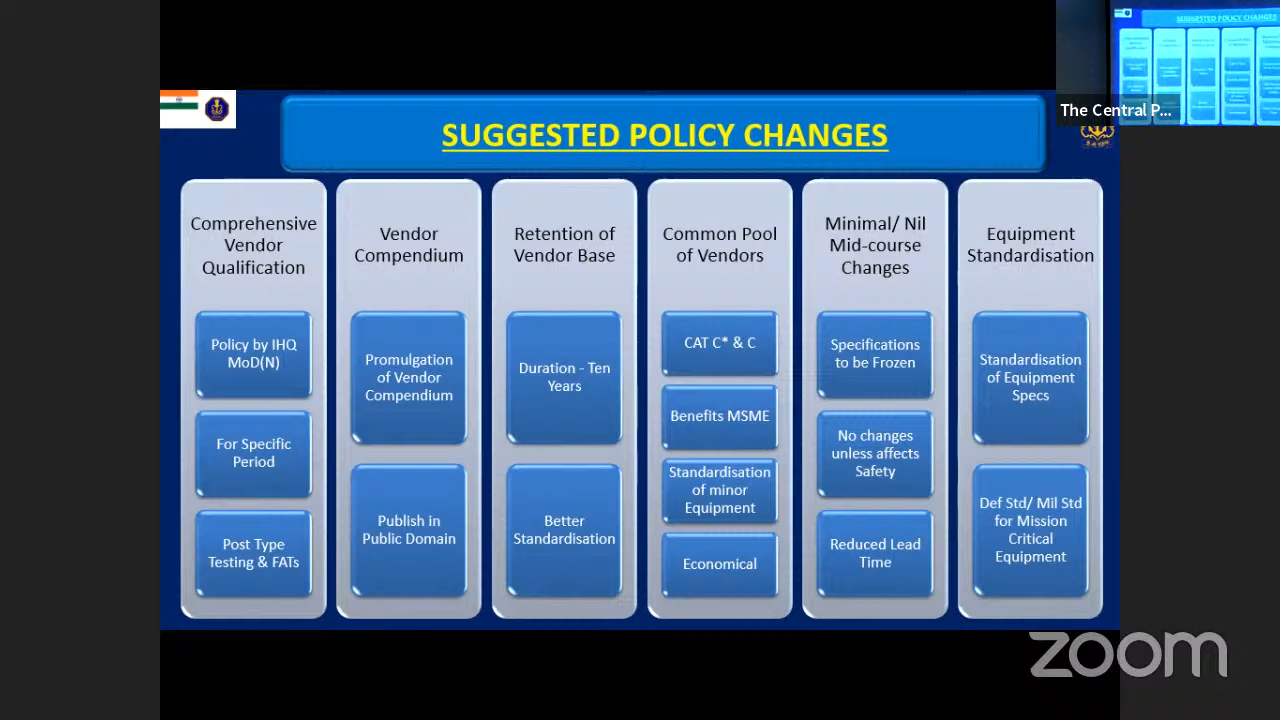 SUGGESTED POLICY CHANGES
SUGGESTED POLICY CHANGES
The Central P...
Comprehensive
Vendor
Qualification
Policy by IHQ
MoD(N)
For Specific
Period
Post Type
Testing & FATs
Vendor
Compendium
Promulgation
of Vendor
Compendium
Publish in
Public Domain
Retention of
Vendor Base
Duration - Ten
Years
Better
Standardisation
Common Pool
of Vendors
CAT C* & C
Benefits MSME
Standardisation
of minor
Equipment
Economical
Minimal/ Nil
Mid-course
Changes
Specifications
to be Frozen
No changes
unless affects
Safety
Reduced Lead
Time
Equipment
Standardisation
Standardisation
of Equipment
Specs
Def Std/ Mil Std
for Mission
Critical
Equipment
zoom